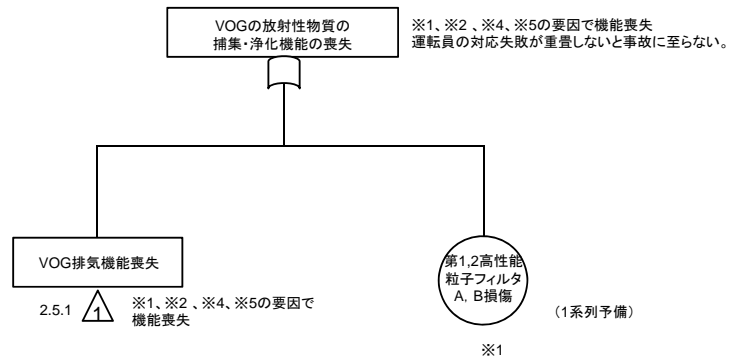 VOGの放射性物質の
捕集・浄化機能の喪失
※1、※2 、※4、※5の要因で機能喪失
運転員の対応失敗が重畳しないと事故に至らない。
VOG排気機能喪失
2.5.1
1
※1、※2 、※4、※5の要因で
機能喪失
第1,2高性能
粒子フィルタ
A, B損傷
(1系列予備)
※1